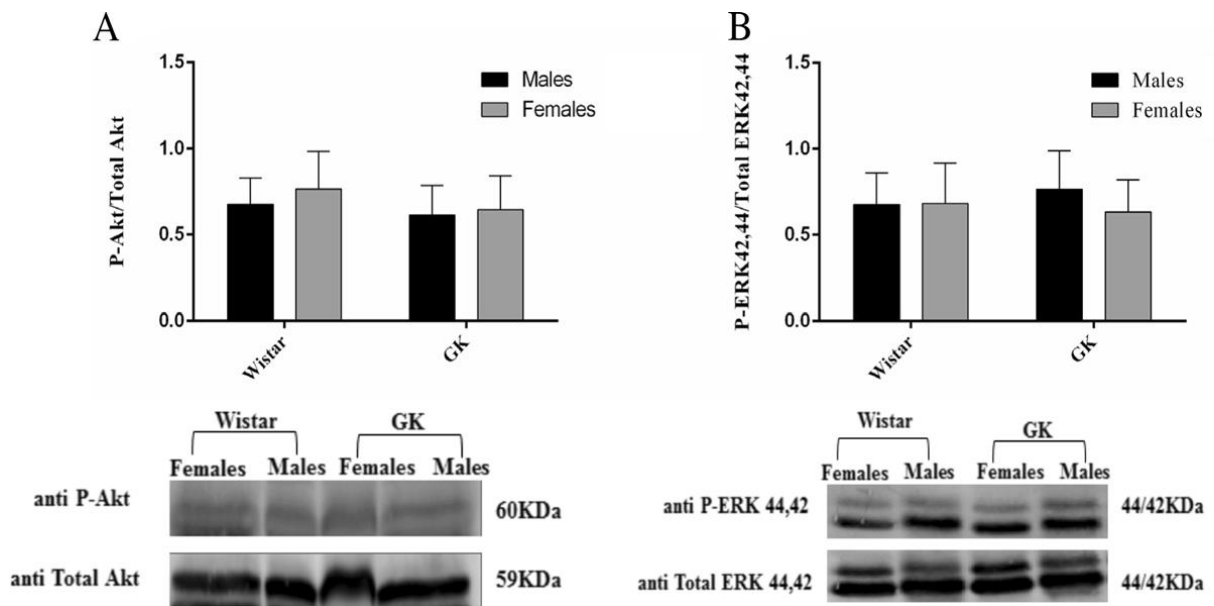 A
P-Akt/Total Akt
1.5
1.0
0.5
0.0
Males
Females
Wistar
GK
Wistar
GK
Females Males Females Males
anti P-Akt
60KDa
anti Total Akt
59KDa
B
P-ERK42,44/Total ERK42,44
1.5
1.0
0.5
0.0
Males
Females
Wistar
GK
Wistar
GK
Females Males Females Males
anti P-ERK 44,42
44/42KDa
anti Total ERK 44,42
44/42KDa